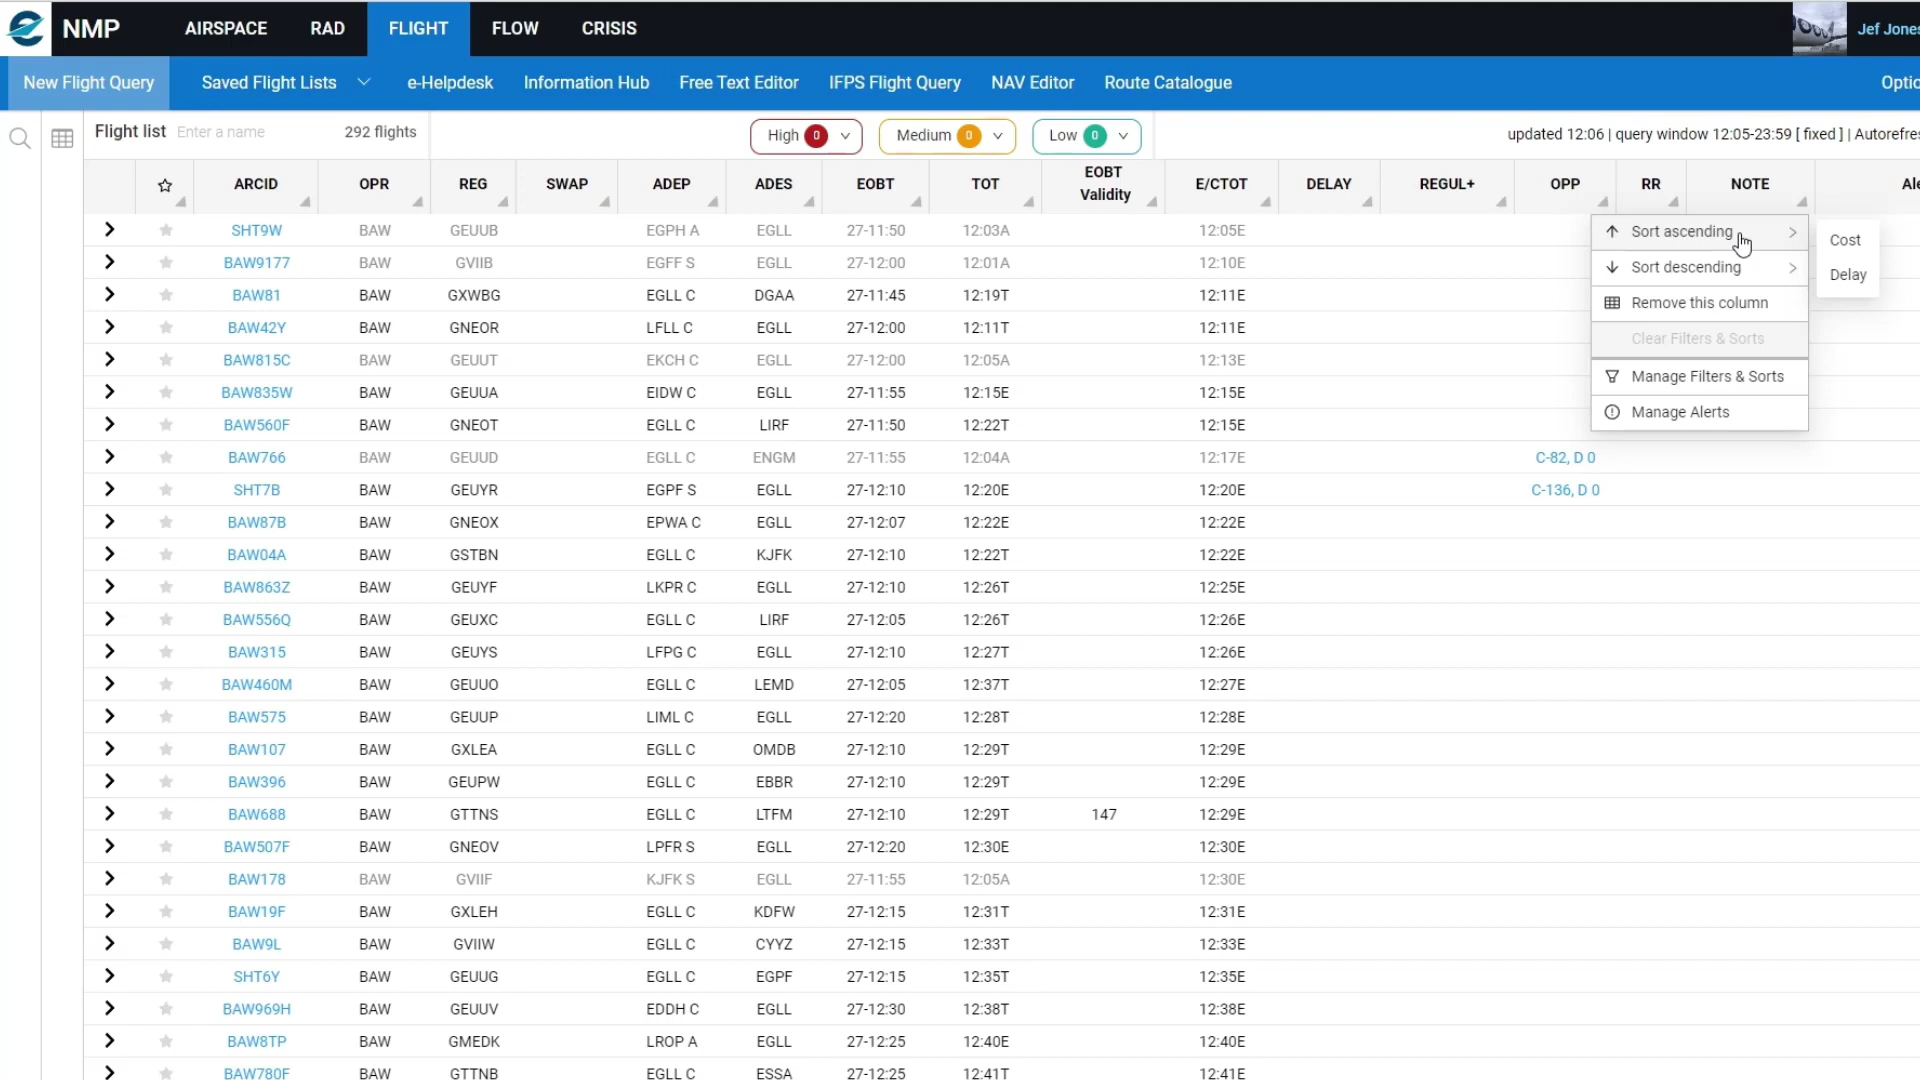 NMP AIRSPACE RAD FLIGHT FLOW CRISIS Jef Jones
New Flight Query Saved Flight Lists e-Helpdesk Information Hub Free Text Editor IFPS Flight Query NAV Editor Route Catalogue Optio
Flight list Enter a name 292 flights High 0 Medium 0 Low 0 updated 12:06 | query window 12:05-23:59 [ fixed ] | Autorefres
ARCID OPR REG SWAP ADEP ADES EOBT TOT EOBT Validity E/CTOT DELAY REGUL+ OPP RR NOTE Ale
SHT9W BAW GEUUB EGPH A EGLL 27-11:50 12:03A 12:05E
BAW9177 BAW GVIIB EGFF S EGLL 27-12:00 12:01A 12:10E
BAW81 BAW GXWBG EGLL C DGAA 27-11:45 12:19T 12:11E
BAW42Y BAW GNEOR LFLL C EGLL 27-12:00 12:11T 12:11E
BAW815C BAW GEUUT EKCH C EGLL 27-12:00 12:05A 12:13E
BAW835W BAW GEUUA EIDW C EGLL 27-11:55 12:15E 12:15E
BAW560F BAW GNEOT EGLL C LIRF 27-11:50 12:22T 12:15E
BAW766 BAW GEUUD EGLL C ENGM 27-11:55 12:04A 12:17E C-82, D 0
SHT7B BAW GEUYR EGPF S EGLL 27-12:10 12:20E 12:20E C-136, D 0
BAW87B BAW GNEOX EPWA C EGLL 27-12:07 12:22E 12:22E
BAW04A BAW GSTBN EGLL C KJFK 27-12:10 12:22T 12:22E
BAW863Z BAW GEUYF LKPR C EGLL 27-12:10 12:26T 12:25E
BAW556Q BAW GEUXC EGLL C LIRF 27-12:05 12:26T 12:26E
BAW315 BAW GEUYS LFPG C EGLL 27-12:10 12:27T 12:26E
BAW460M BAW GEUUO EGLL C LEMD 27-12:05 12:37T 12:27E
BAW575 BAW GEUUP LIML C EGLL 27-12:20 12:28T 12:28E
BAW107 BAW GXLEA EGLL C OMDB 27-12:10 12:29T 12:29E
BAW396 BAW GEUPW EGLL C EBBR 27-12:10 12:29T 12:29E
BAW688 BAW GTTNS EGLL C LTFM 27-12:10 12:29T 147 12:29E
BAW507F BAW GNEOV LPFR S EGLL 27-12:20 12:30E 12:30E
BAW178 BAW GVIIF KJFK S EGLL 27-11:55 12:05A 12:30E
BAW19F BAW GXLEH EGLL C KDFW 27-12:15 12:31T 12:31E
BAW9L BAW GVIIW EGLL C CYYZ 27-12:15 12:33T 12:33E
SHT6Y BAW GEUUG EGLL C EGPF 27-12:15 12:35T 12:35E
BAW969H BAW GEUUV EDDH C EGLL 27-12:30 12:38T 12:38E
BAW8TP BAW GMEDK LROP A EGLL 27-12:25 12:40E 12:40E
BAW780F BAW GTTNB EGLL C ESSA 27-12:25 12:41T 12:41E
Sort ascending
Sort descending
Remove this column
Clear Filters & Sorts
Manage Filters & Sorts
Manage Alerts
Cost
Delay